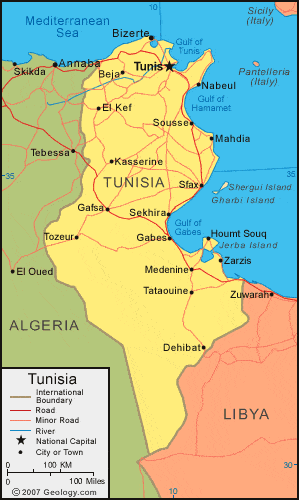 10
Mediterranean
Sea
Sicily
(Italy)
Bizerte
Gulf
of
Tunis
Skikda
Annaba
Tunis
Beja
Pantelleria
(Italy)
Nabeul
Gulf of
Hamamet
El Kef
Sousse
Mahdia
Tebessa
Kasserine
35
35
TUNISIA
Sfax
Shergui Island
Gharbi Island
Gafsa
Sekhira
Gulf of
Gabes
Tozeur
Gabes
Houmt Souq
Jerba Island
Zarzis
El Oued
Medenine
Tataouine
Zuwarah
ALGERIA
Dehibat
LIBYA
Tunisia
International
Boundary
Road
Minor Road
River
National Capital
City or Town
0 100 KM
0 100 Miles
© 2007 Geology.com
10
30